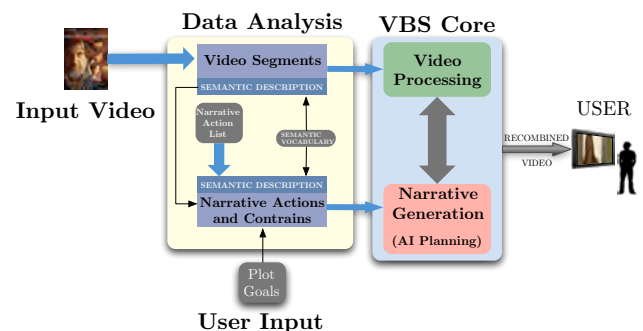 Data Analysis
VBS Core
Video Segments
SEMANTIC DESCRIPTION
Input Video
Narrative
Action
List
SEMANTIC
VOCABULARY
SEMANTIC DESCRIPTION
Narrative Actions
and Contrains
Plot
Goals
User Input
Video
Processing
Narrative
Generation
(AI Planning)
RECOMBINED
VIDEO
USER